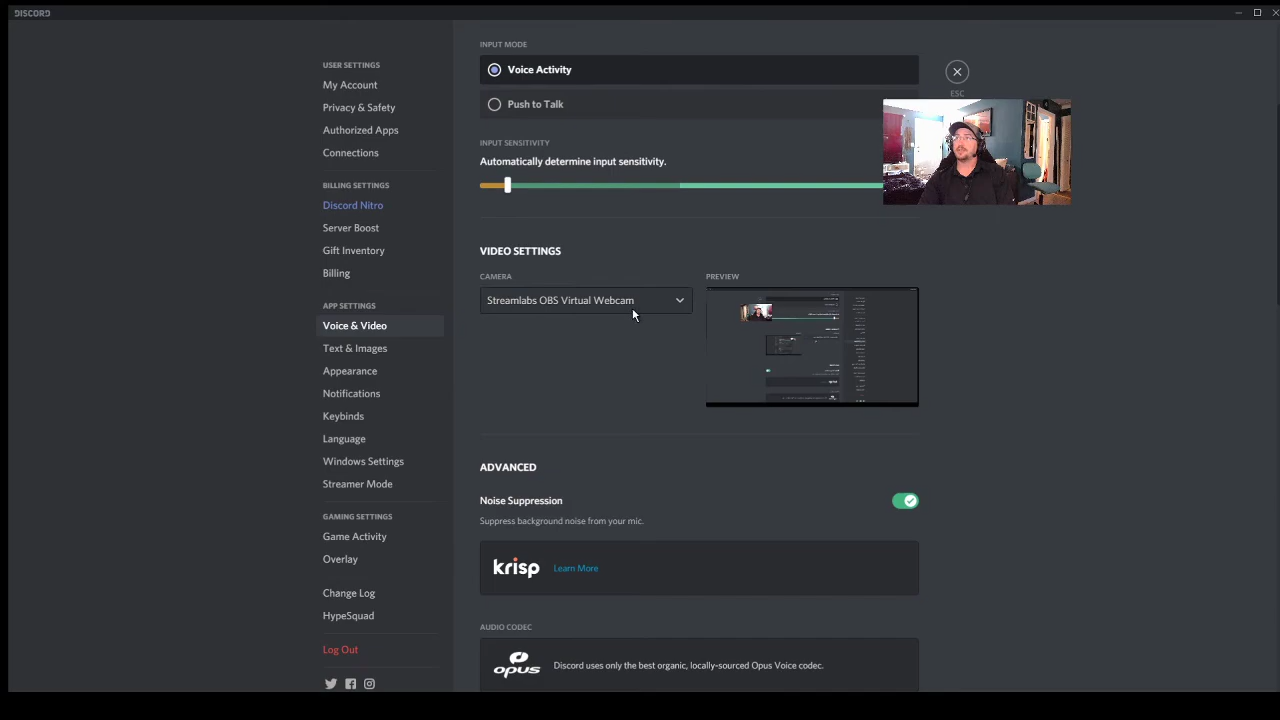 DISCORD
USER SETTINGS
My Account
Privacy & Safety
Authorized Apps
Connections
BILLING SETTINGS
Discord Nitro
Server Boost
Gift Inventory
Billing
APP SETTINGS
Voice & Video
Text & Images
Appearance
Notifications
Keybinds
Language
Windows Settings
Streamer Mode
GAMING SETTINGS
Game Activity
Overlay
Change Log
HypeSquad
Log Out
INPUT MODE
Voice Activity
Push to Talk
ESC
INPUT SENSITIVITY
Automatically determine input sensitivity.
VIDEO SETTINGS
CAMERA
Streamlabs OBS Virtual Webcam
PREVIEW
ADVANCED
Noise Suppression
Suppress background noise from your mic.
krisp
Learn More
AUDIO CODEC
opus
Discord uses only the best organic, locally-sourced Opus Voice codec.